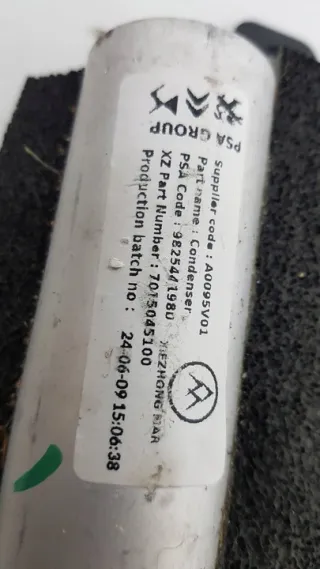 PSA GROUP
Supplier code : A0095V01
Part name : Condenser
PSA Code : 9825441980
XZ Part Number : 7015045100
XIEZHONG MAR
Production batch no : 24-06-09 15:06:38